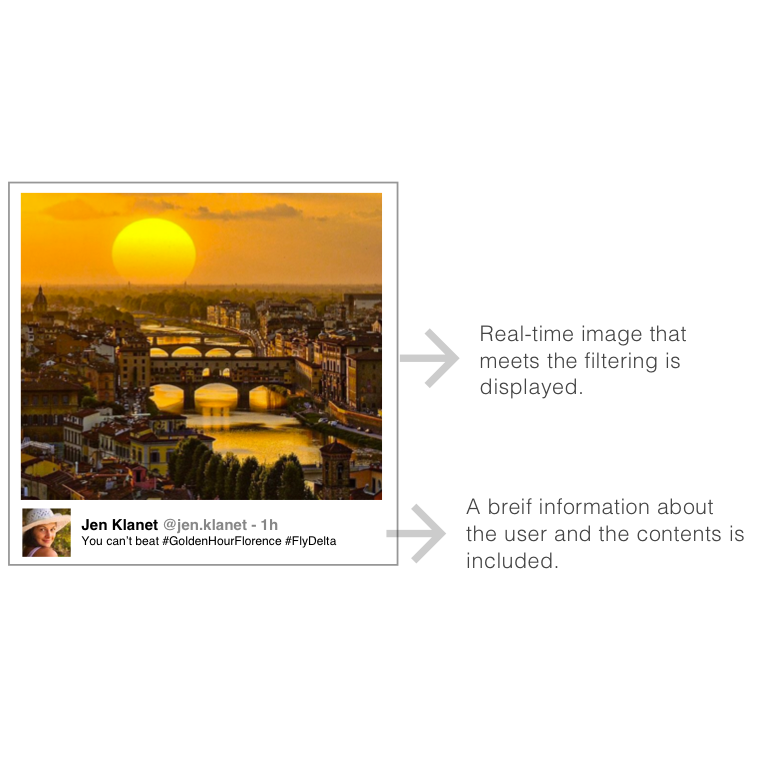 Real-time image that
meets the filtering is
displayed.
Jen Klanet @jen.klanet - 1h
You can't beat #GoldenHourFlorence #FlyDelta
A breif information about
the user and the contents is
included.